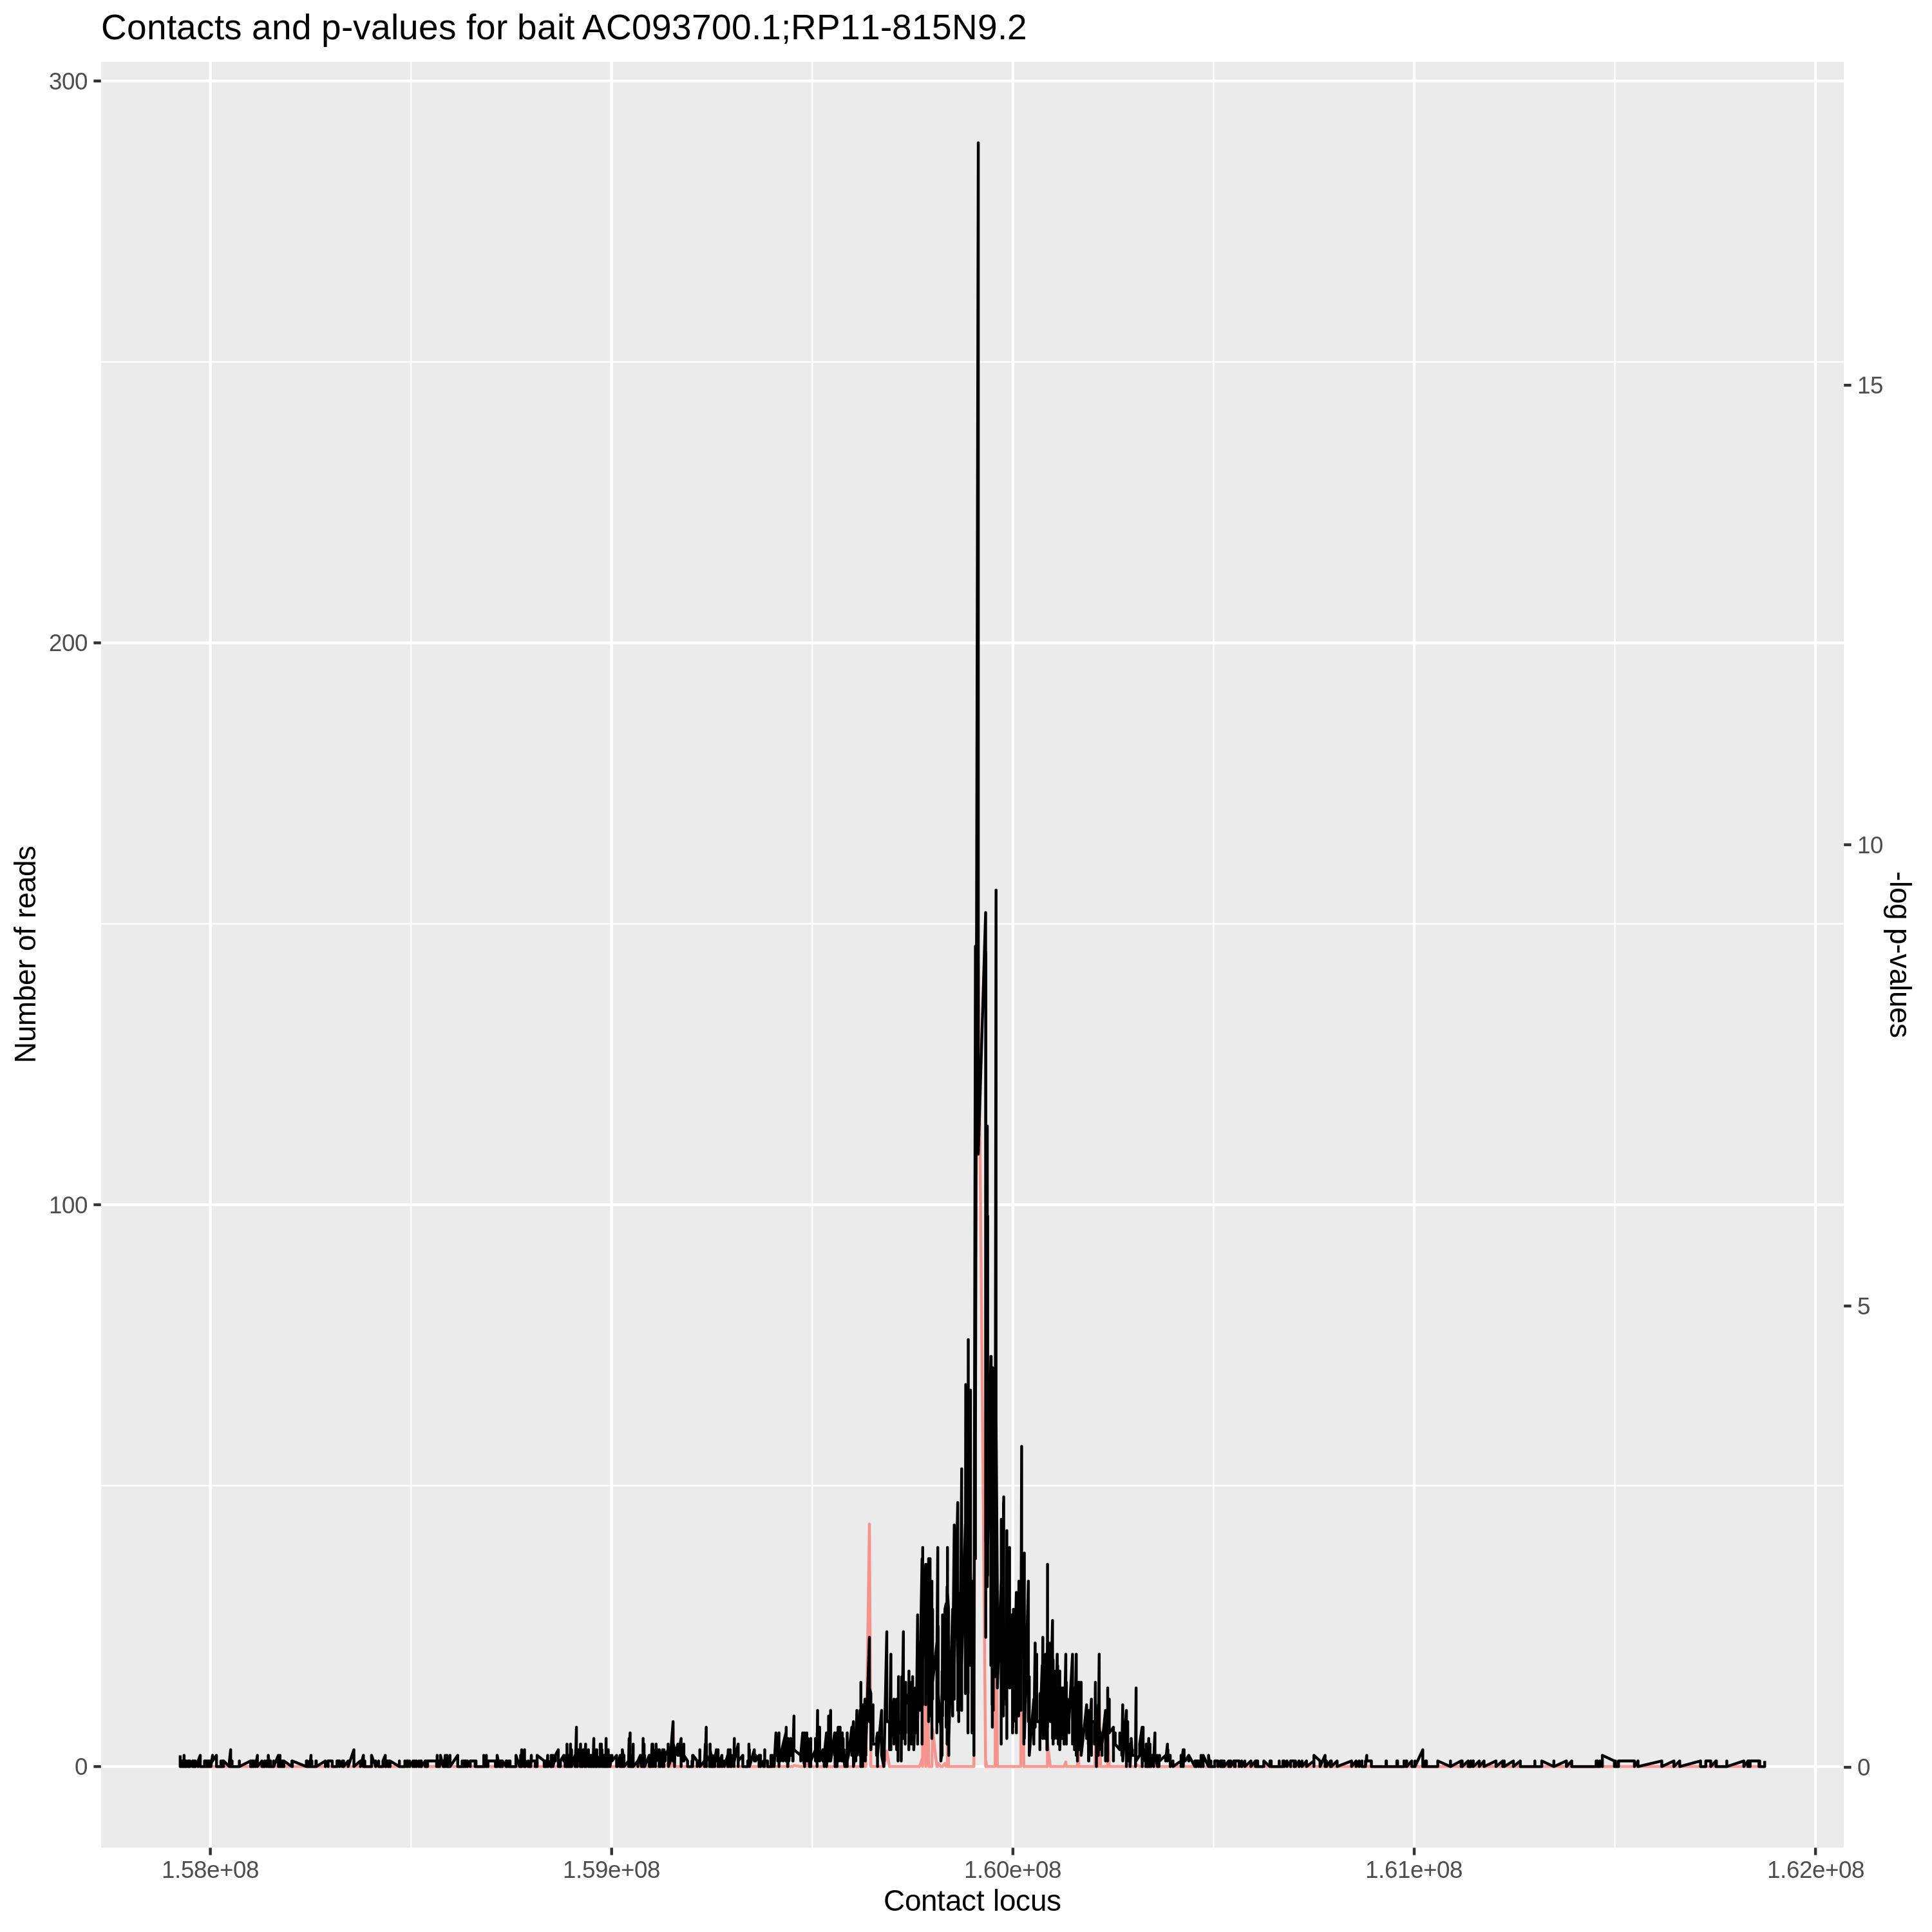 Contacts and p-values for bait AC093700.1;RP11-815N9.2
300
200
100
0
Number of reads
15
10
5
0
-log p-values
1.58e+08
1.59e+08
1.60e+08
1.61e+08
1.62e+08
Contact locus